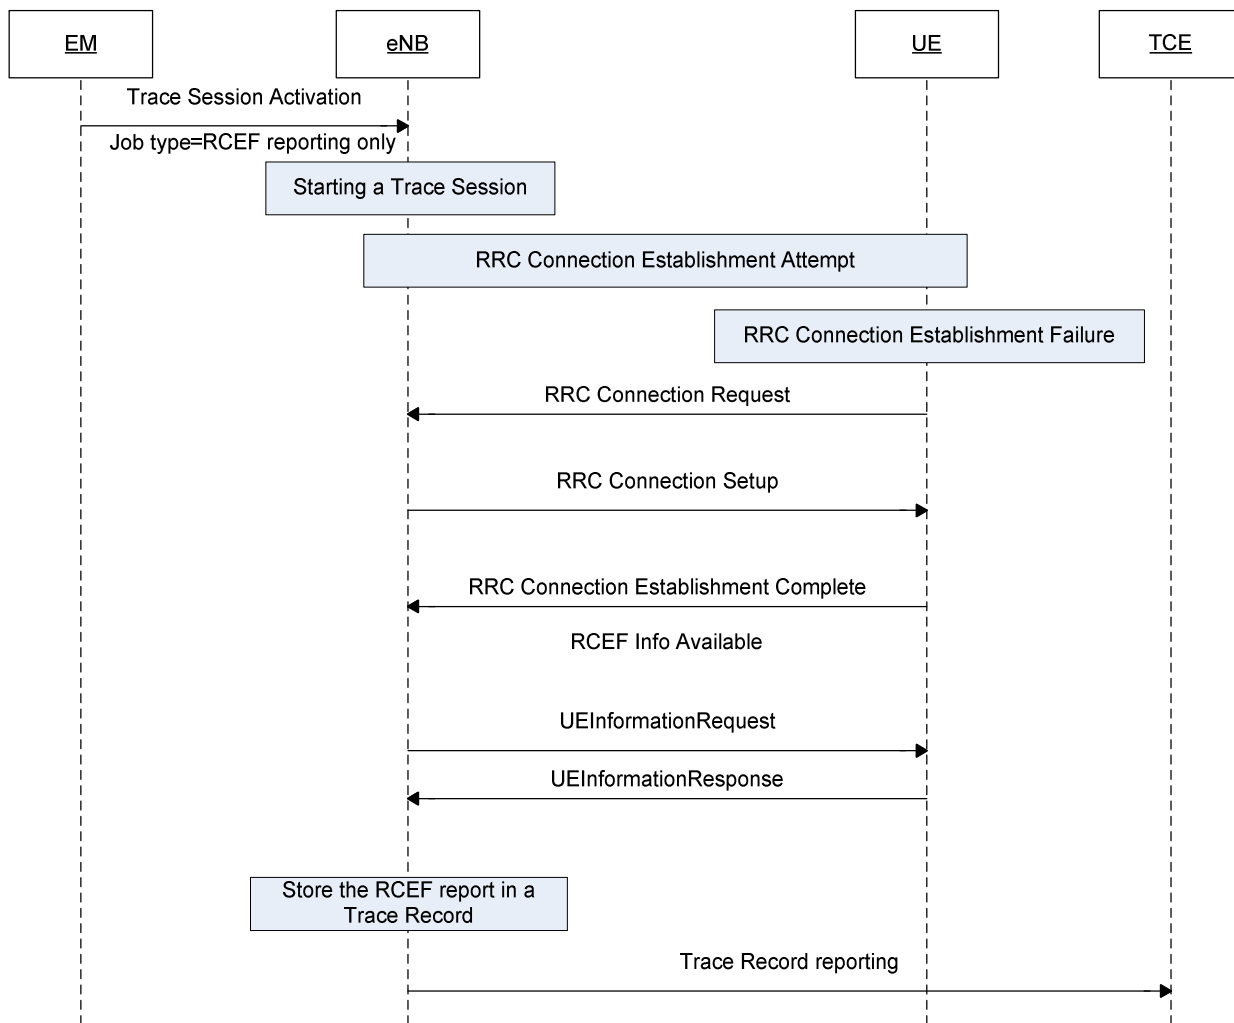 EM
eNB
UE
TCE
Trace Session Activation
Job type=RCEF reporting only
Starting a Trace Session
RRC Connection Establishment Attempt
RRC Connection Establishment Failure
RRC Connection Request
RRC Connection Setup
RRC Connection Establishment Complete
RCEF Info Available
UEInformationRequest
UEInformationResponse
Store the RCEF report in a
Trace Record
Trace Record reporting